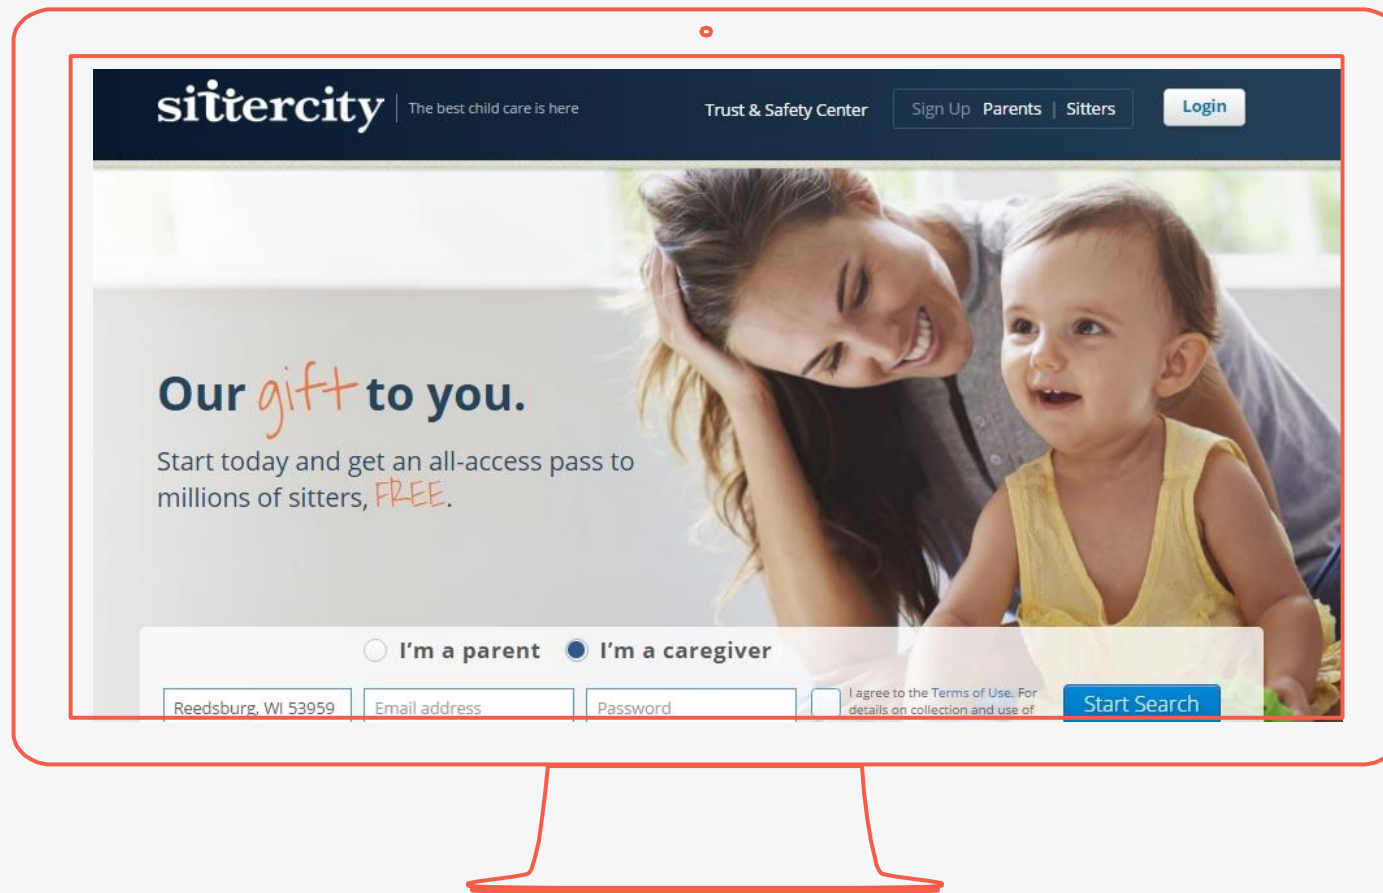 sittercity
The best child care is here
Trust & Safety Center
Sign Up Parents | Sitters
Login
Our gift to you.
Start today and get an all-access pass to
millions of sitters, FREE.
I'm a parent
I'm a caregiver
Reedsburg, WI 53959
Email address
Password
I agree to the Terms of Use. For
details on collection and use of
Start Search